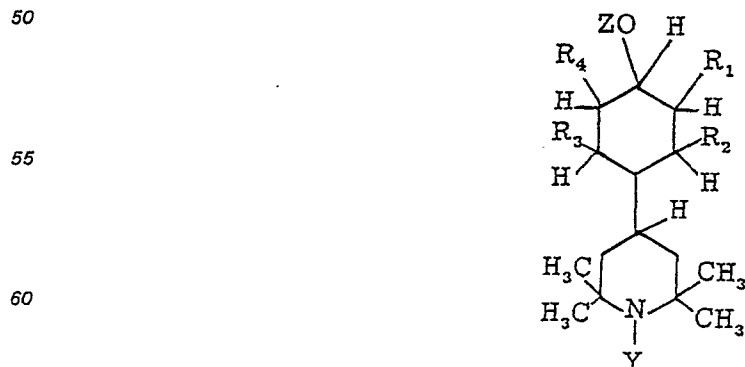 50
ZO H
R₄ R₁
H H
R₃ R₂
55
H H
H
H₃C CH₃
60
H₃C N CH₃
Y